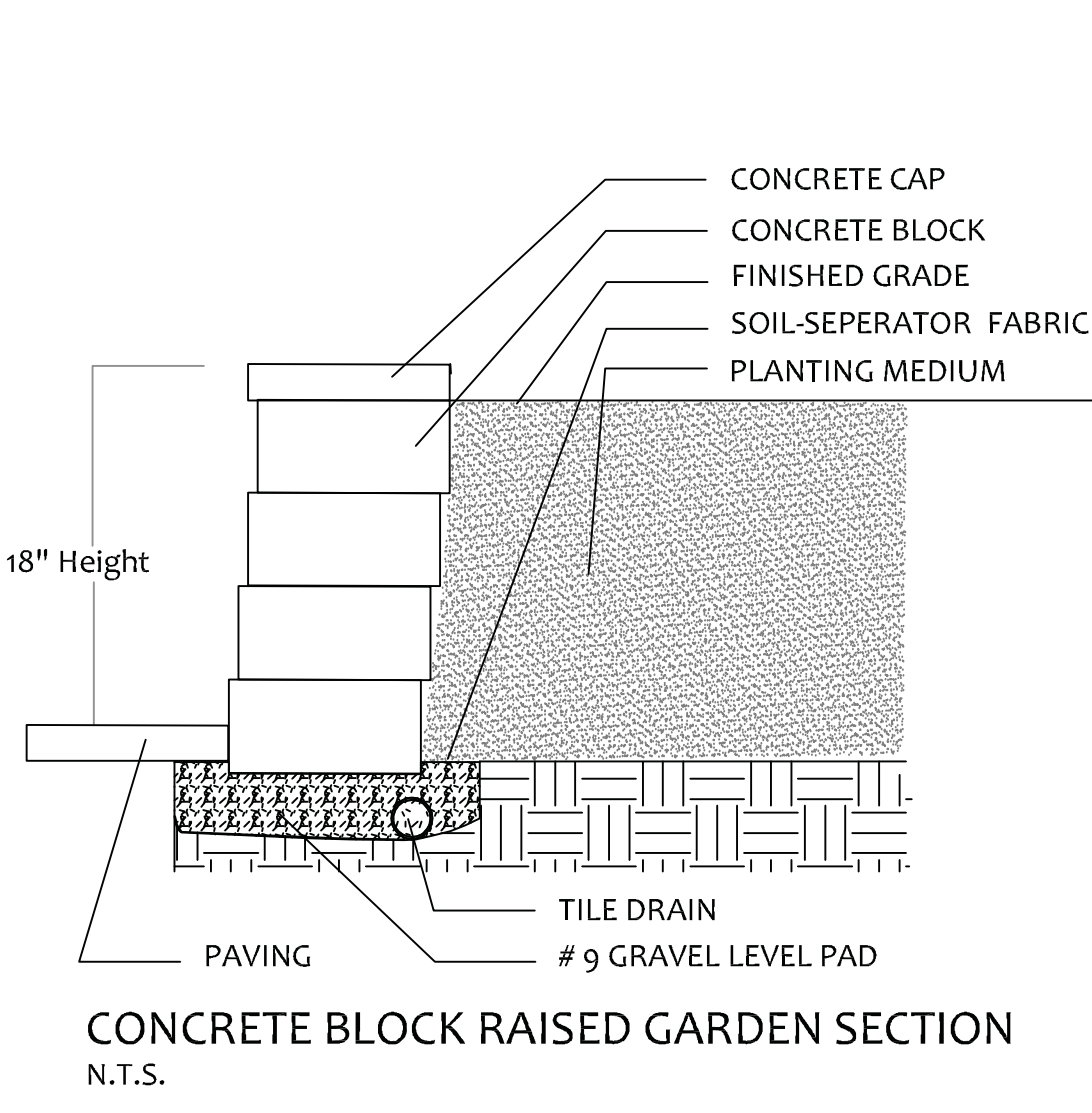 CONCRETE CAP
CONCRETE BLOCK
FINISHED GRADE
SOIL-SEPERATOR FABRIC
PLANTING MEDIUM
18" Height
TILE DRAIN
PAVING
# 9 GRAVEL LEVEL PAD
CONCRETE BLOCK RAISED GARDEN SECTION
N.T.S.